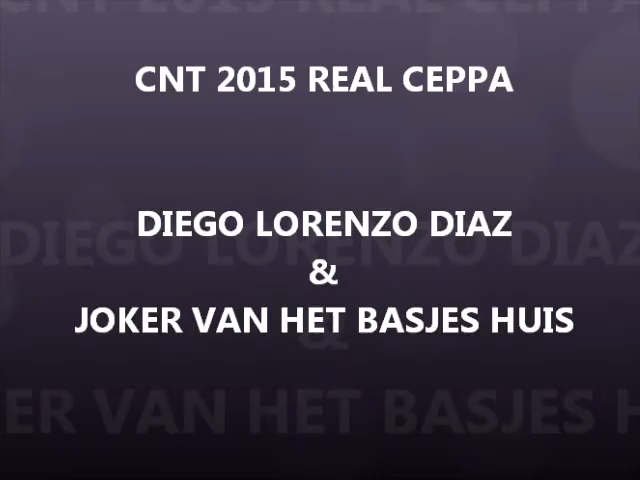 CNT 2015 REAL CEPPA
DIEGO LORENZO DIAZ
&
JOKER VAN HET BASJES HUIS